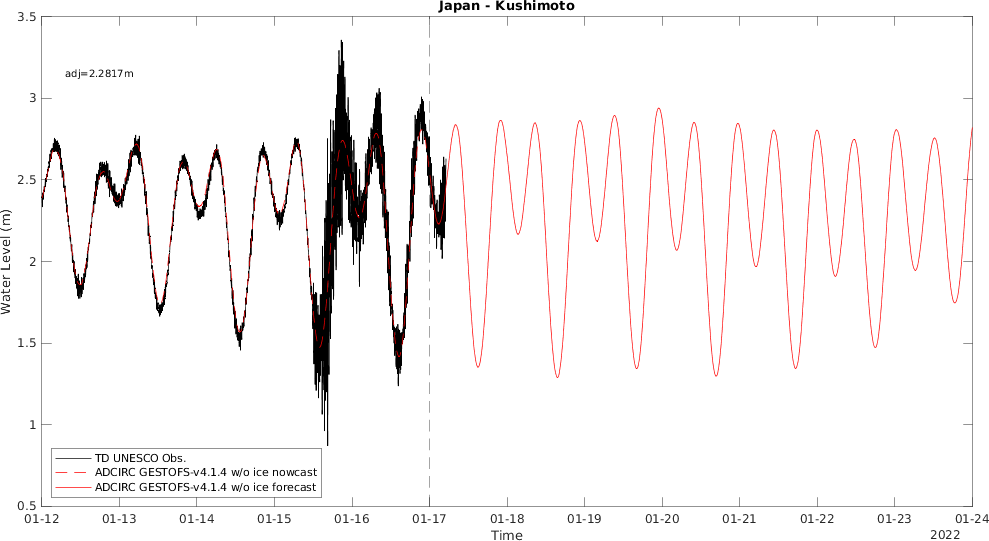 Japan - Kushimoto
3.5
3
2.5
2
1.5
1
0.5
Water Level (m)
adj=2.2817m
TD UNESCO Obs.
ADCIRC GESTOFS-v4.1.4 w/o ice nowcast
ADCIRC GESTOFS-v4.1.4 w/o ice forecast
01-12 01-13 01-14 01-15 01-16 01-17 01-18 01-19 01-20 01-21 01-22 01-23 01-24
Time
2022